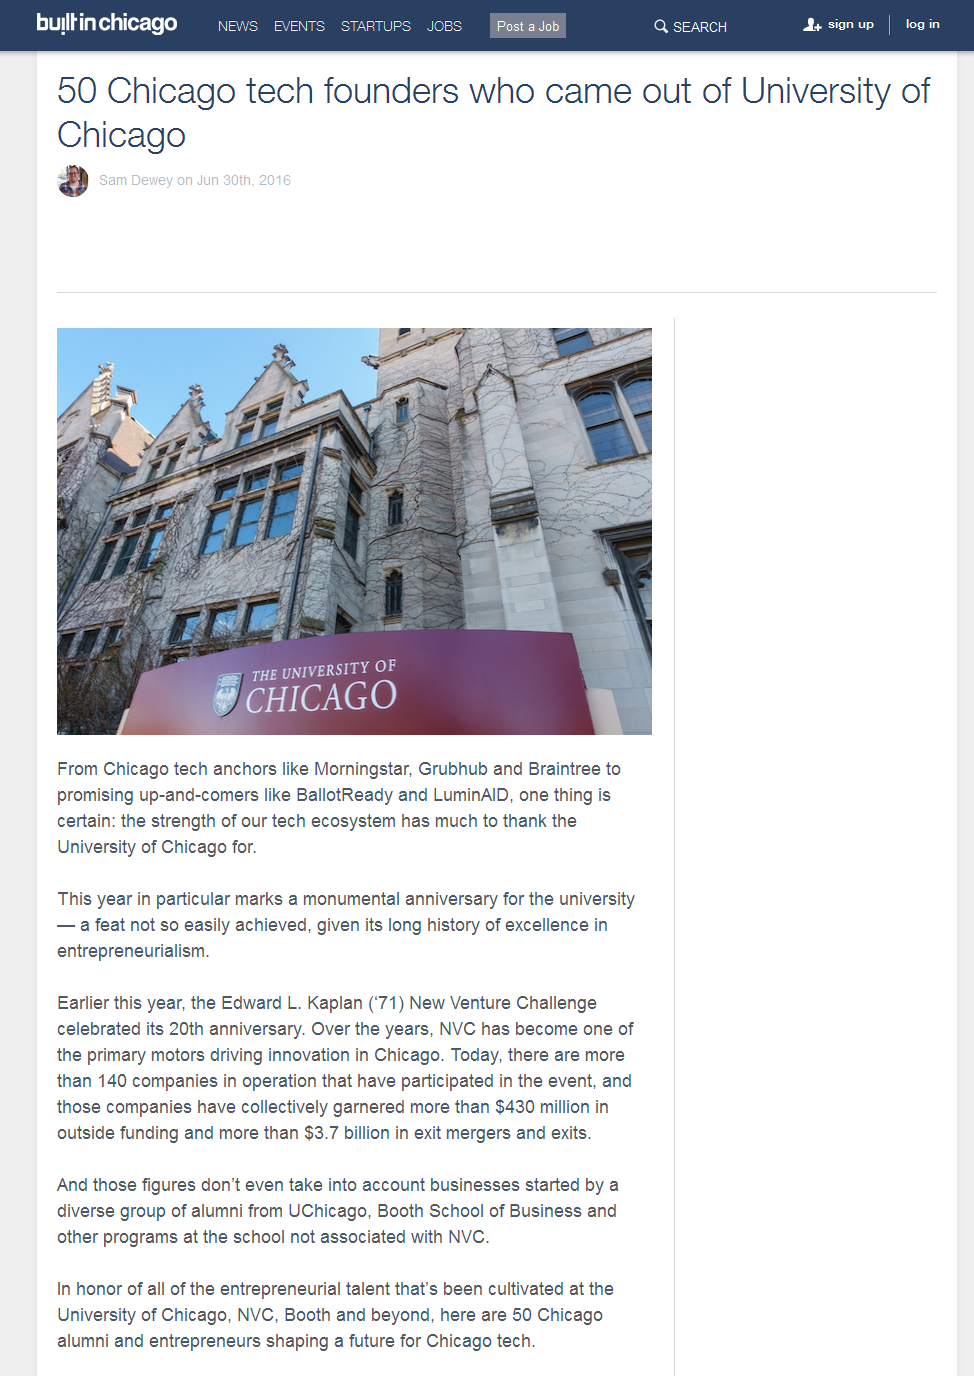 built in chicago
NEWS EVENTS STARTUPS JOBS Post a Job SEARCH sign up log in
50 Chicago tech founders who came out of University of
Chicago
Sam Dewey on Jun 30th, 2016
THE UNIVERSITY OF
CHICAGO
From Chicago tech anchors like Morningstar, Grubhub and Braintree to
promising up-and-comers like BallotReady and LuminAID, one thing is
certain: the strength of our tech ecosystem has much to thank the
University of Chicago for.
This year in particular marks a monumental anniversary for the university
— a feat not so easily achieved, given its long history of excellence in
entrepreneurialism.
Earlier this year, the Edward L. Kaplan (‘71) New Venture Challenge
celebrated its 20th anniversary. Over the years, NVC has become one of
the primary motors driving innovation in Chicago. Today, there are more
than 140 companies in operation that have participated in the event, and
those companies have collectively garnered more than $430 million in
outside funding and more than $3.7 billion in exit mergers and exits.
And those figures don’t even take into account businesses started by a
diverse group of alumni from UChicago, Booth School of Business and
other programs at the school not associated with NVC.
In honor of all of the entrepreneurial talent that’s been cultivated at the
University of Chicago, NVC, Booth and beyond, here are 50 Chicago
alumni and entrepreneurs shaping a future for Chicago tech.